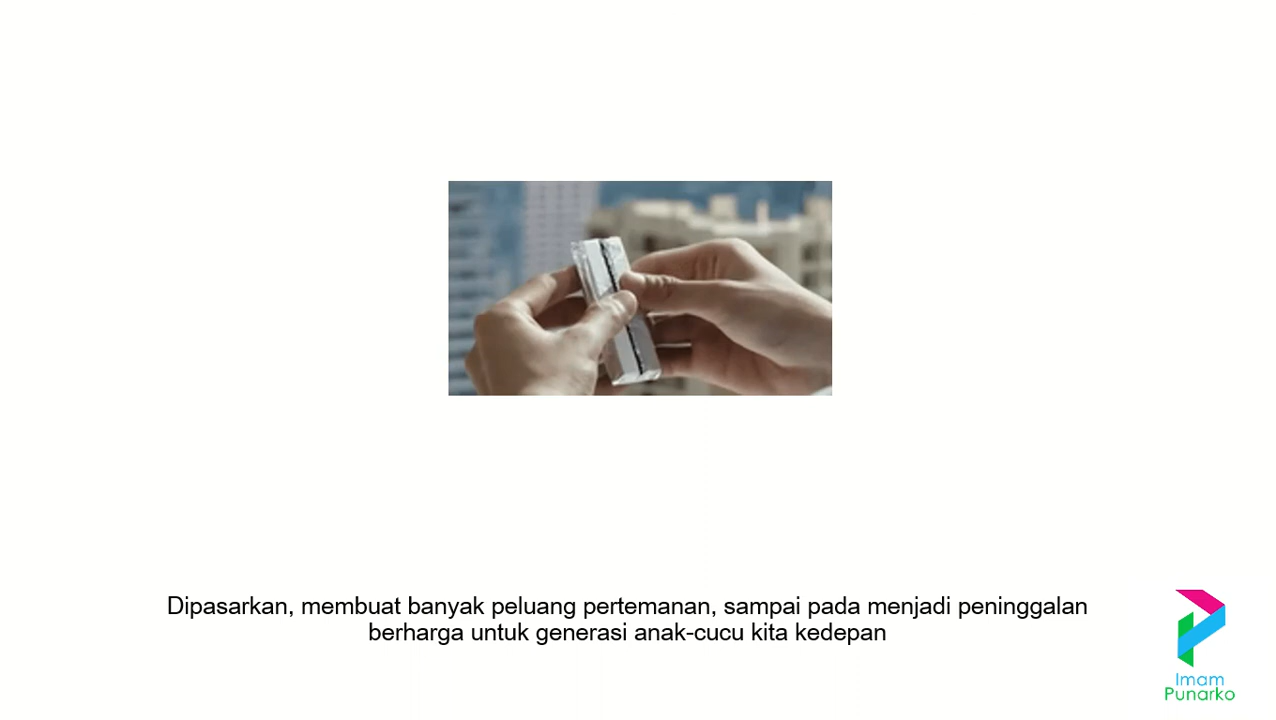 Dipasarkan, membuat banyak peluang pertemanan, sampai pada menjadi peninggalan
berharga untuk generasi anak-cucu kita kedepan
Imam
Punarko